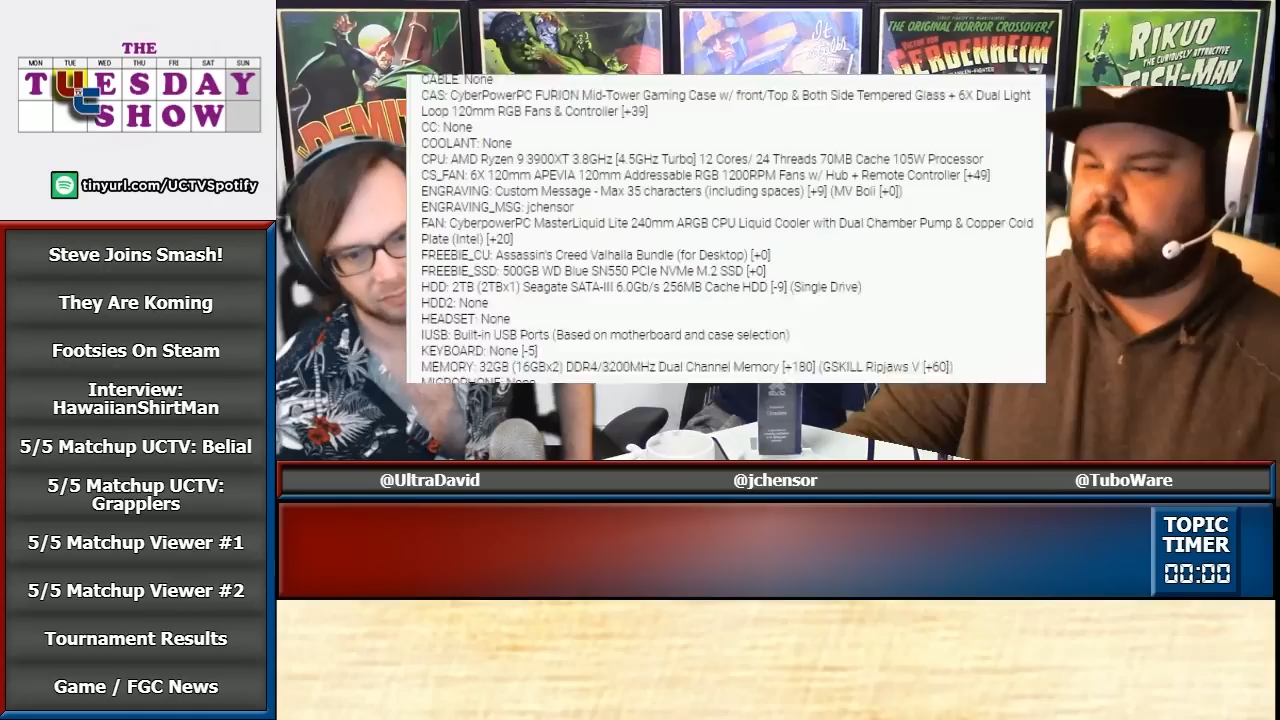 THE
MON TUE WED THU FRI SAT SUN
TUESDAY
SHOW
tinyurl.com/UCTVSpotify
Steve Joins Smash!
They Are Koming
Footsies On Steam
Interview:
HawaiianShirtMan
5/5 Matchup UCTV: Belial
5/5 Matchup UCTV:
Grapplers
5/5 Matchup Viewer #1
5/5 Matchup Viewer #2
Tournament Results
Game / FGC News
THE ORIGINAL HORROR CROSSOVER!
GERDENHEIM
RIKUO
THE CURIOUSLY ATTRACTIVE
FISH-MAN
CABLE: None
CAS: CyberPowerPC FURION Mid-Tower Gaming Case w/ front/Top & Both Side Tempered Glass + 6X Dual Light
Loop 120mm RGB Fans & Controller [+39]
CC: None
COOLANT: None
CPU: AMD Ryzen 9 3900XT 3.8GHz [4.5GHz Turbo] 12 Cores/ 24 Threads 70MB Cache 105W Processor
CS_FAN: 6X 120mm APEVIA 120mm Addressable RGB 1200RPM Fans w/ Hub + Remote Controller [+49]
ENGRAVING: Custom Message - Max 35 characters (including spaces) [+9] (MV Boli [+0])
ENGRAVING_MSG: jchensor
FAN: CyberpowerPC MasterLiquid Lite 240mm ARGB CPU Liquid Cooler with Dual Chamber Pump & Copper Cold
Plate (Intel) [+20]
FREEBIE_CU: Assassin's Creed Valhalla Bundle (for Desktop) [+0]
FREEBIE_SSD: 500GB WD Blue SN550 PCIe NVMe M.2 SSD [+0]
HDD: 2TB (2TBx1) Seagate SATA-III 6.0Gb/s 256MB Cache HDD [-9] (Single Drive)
HDD2: None
HEADSET: None
IUSB: Built-in USB Ports (Based on motherboard and case selection)
KEYBOARD: None [-5]
MEMORY: 32GB (16GBx2) DDR4/3200MHz Dual Channel Memory [+180] (GSKILL Ripjaws V [+60])
MICROPHONE: None
@UltraDavid
@jchensor
@TuboWare
TOPIC
TIMER
00:00